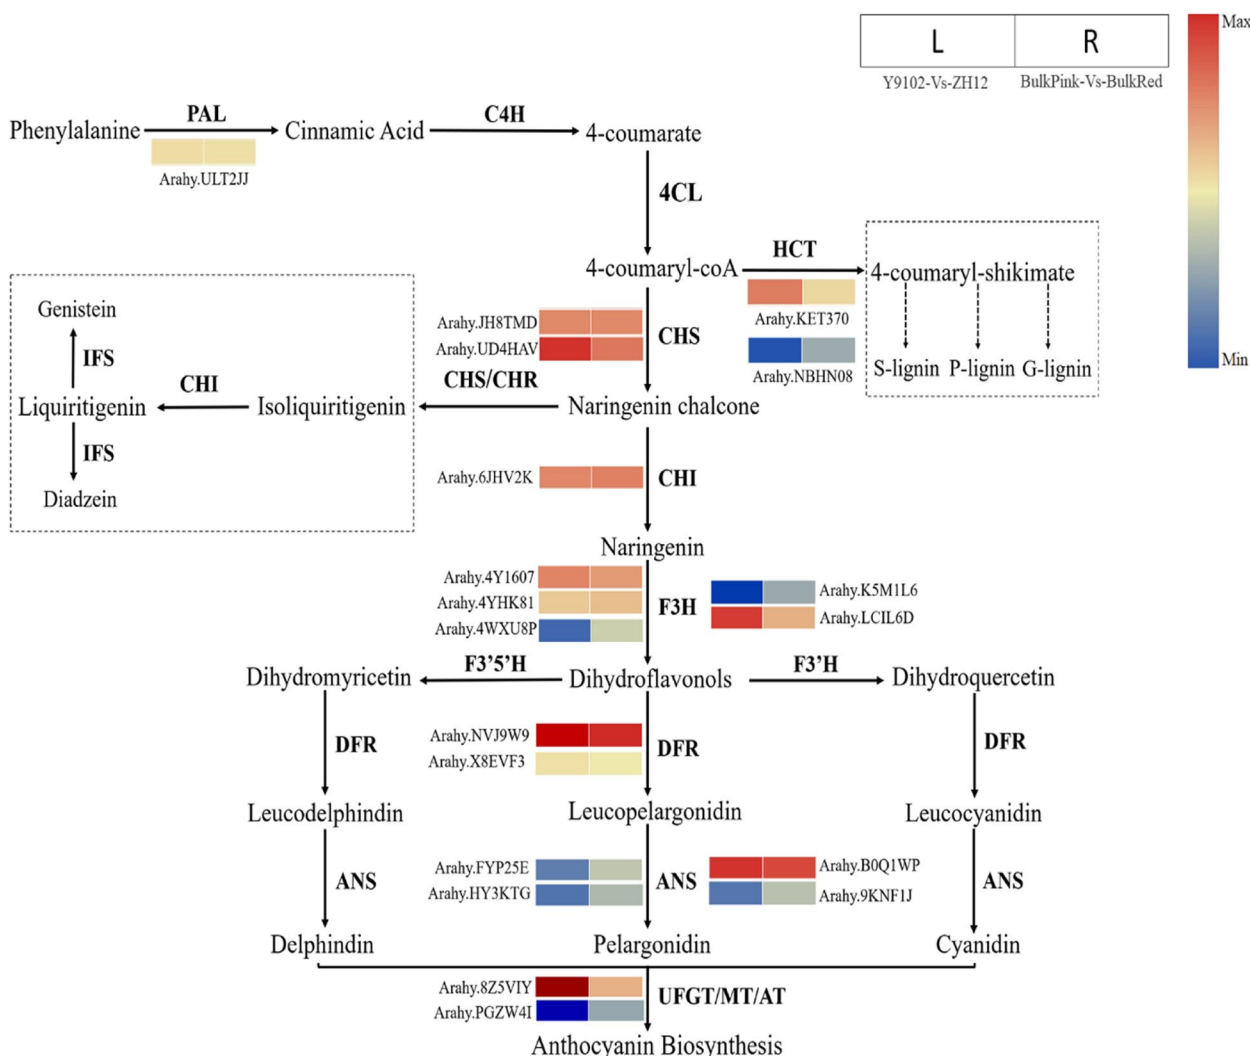 L R
Max
Y9102-Vs-ZH12 BulkPink-Vs-BulkRed
PAL C4H
Phenylalanine Cinnamic Acid 4-coumarate
Arahy.ULT2JJ
4CL
HCT
4-coumaryl-coA 4-coumaryl-shikimate
Genistein
Arahy.JH8TMD
Arahy.KET370
CHS
Arahy.UD4HAV
IFS
Min
S-lignin P-lignin G-lignin
Arahy.NBHN08
CHI CHS/CHR
Liquiritigenin Isoliquiritigenin Naringenin chalcone
IFS
Arahy.6JHV2K CHI
Diadzein
Naringenin
Arahy.4Y1607
Arahy.K5M1L6
Arahy.4YHK81 F3H
Arahy.LCIL6D
Arahy.4WXU8P
F3’5’H F3’H
Dihydromyricetin Dihydroflavonols Dihydroquercetin
Arahy.NVJ9W9
DFR DFR DFR
Arahy.X8EVF3
Leucodelphindin Leucopelargonidin Leucocyanidin
Arahy.FYP25E Arahy.B0Q1WP
ANS ANS ANS
Arahy.HY3KTG Arahy.9KNF1J
Delphindin Pelargonidin Cyanidin
Arahy.8Z5VIY
UFGT/MT/AT
Arahy.PGZW4I
Anthocyanin Biosynthesis